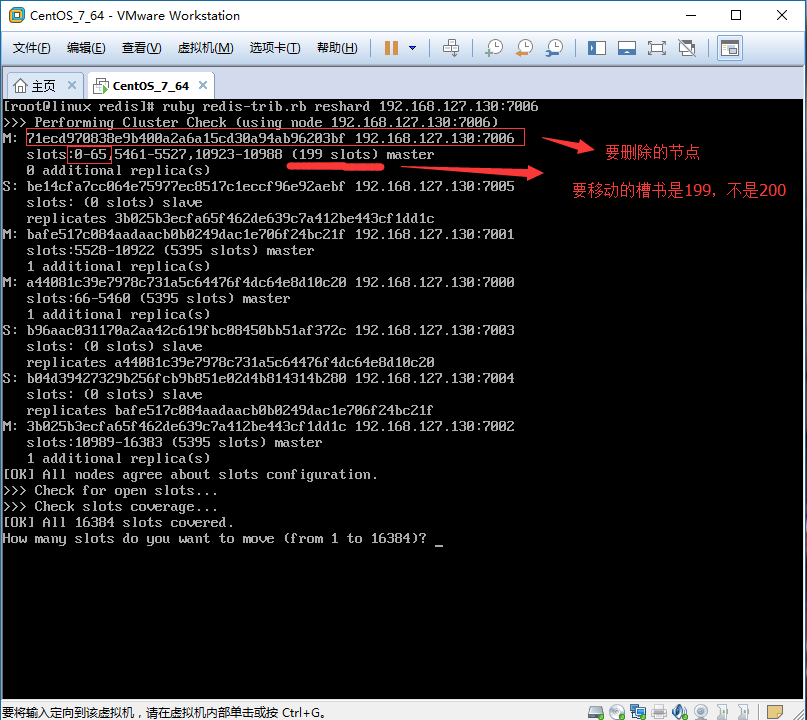 CentOS_7_64 - VMware Workstation
文件(F) 编辑(E) 查看(V) 虚拟机(M) 选项卡(T) 帮助(H)
主页 CentOS_7_64
[root@linux redis]# ruby redis-trib.rb reshard 192.168.127.130:7006
>>> Performing Cluster Check (using node 192.168.127.130:7006)
M: 71ecd970838e9b400a2a6a15cd30a94ab96203bf 192.168.127.130:7006
slots:0-65,5461-5527,10923-10988 (199 slots) master
0 additional replica(s)
要删除的节点
要移动的槽书是199，不是200
S: be14cfa7cc064e75977ec8517c1eccf96e92aebf 192.168.127.130:7005
slots: (0 slots) slave
replicates 3b025b3ecfa65f462de639c7a412be443cf1dd1c
M: bafe517c084aadaacb0b0249dac1e706f24bc21f 192.168.127.130:7001
slots:5528-10922 (5395 slots) master
1 additional replica(s)
M: a44081c39e7978c731a5c64476f4dc64e8d10c20 192.168.127.130:7000
slots:66-5460 (5395 slots) master
1 additional replica(s)
S: b96aac031170a2aa42c619fbc08450bb51af372c 192.168.127.130:7003
slots: (0 slots) slave
replicates a44081c39e7978c731a5c64476f4dc64e8d10c20
S: b04d39427329b256fcb9b851e02d4b814314b280 192.168.127.130:7004
slots: (0 slots) slave
replicates bafe517c084aadaacb0b0249dac1e706f24bc21f
M: 3b025b3ecfa65f462de639c7a412be443cf1dd1c 192.168.127.130:7002
slots:10989-16383 (5395 slots) master
1 additional replica(s)
[OK] All nodes agree about slots configuration.
>>> Check for open slots...
>>> Check slots coverage...
[OK] All 16384 slots covered.
How many slots do you want to move (from 1 to 16384)? _
要将输入定向到该虚拟机，请在虚拟机内部单击或按 Ctrl+G。